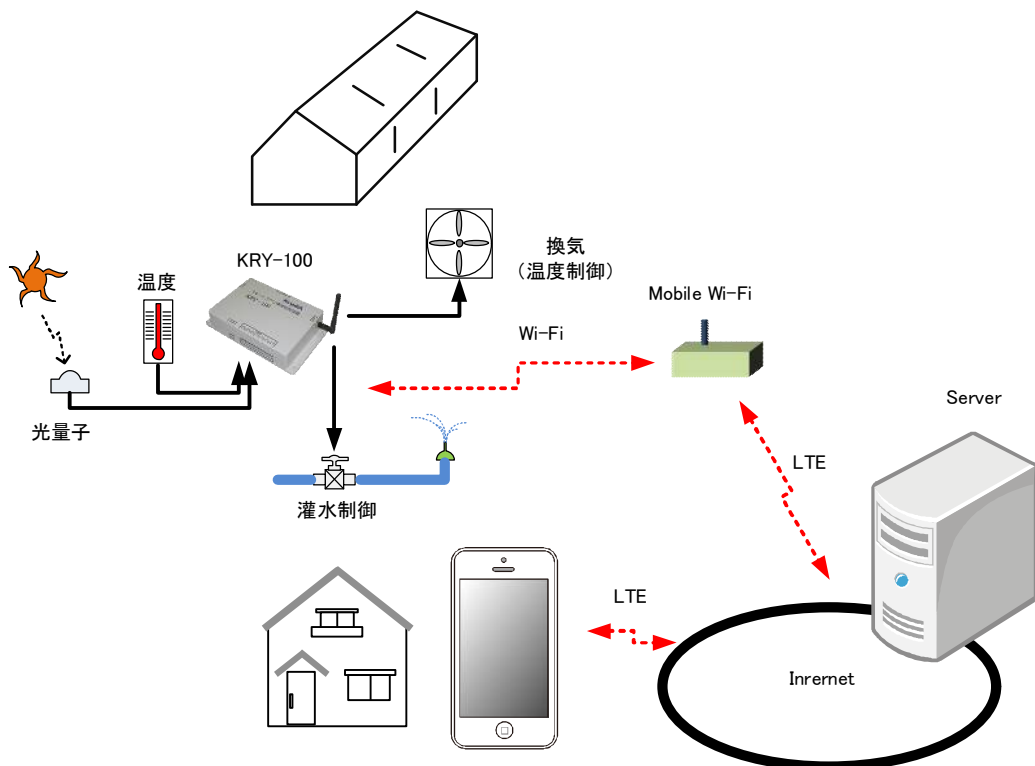 KRY-100
換気
（温度制御）
温度
Mobile Wi-Fi
Wi-Fi
Server
光量子
LTE
灌水制御
LTE
Inrernet